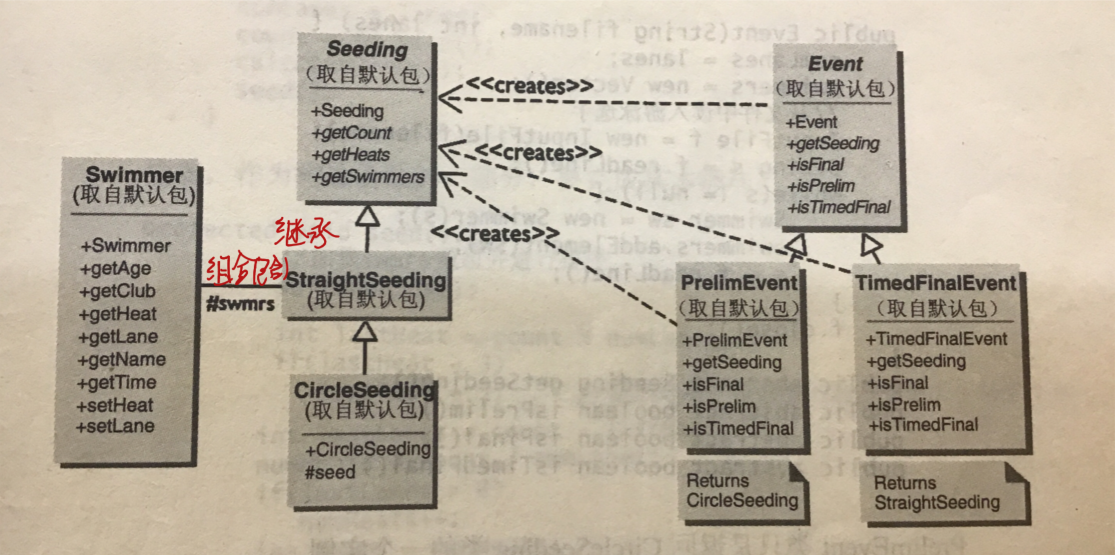 Seeding
(取自默认包)
+Seeding
+getCount
+getHeats
+getSwimmers
<<creates>>
<<creates>>
<<creates>>
Event
(取自默认包)
+Event
+getSeeding
+isFinal
+isPrelim
+isTimedFinal
Swimmer
(取自默认包)
+Swimmer
+getAge
+getClub
+getHeat
+getLane
+getName
+getTime
+setHeat
+setLane
继承
组合
#swmrs
StraightSeeding
(取自默认包)
CircleSeeding
(取自默认包)
+CircleSeeding
#seed
PrelimEvent
(取自默认包)
+PrelimEvent
+getSeeding
+isFinal
+isPrelim
+isTimedFinal
Returns
CircleSeeding
TimedFinalEvent
(取自默认包)
+TimedFinalEvent
+getSeeding
+isFinal
+isPrelim
+isTimedFinal
Returns
StraightSeeding